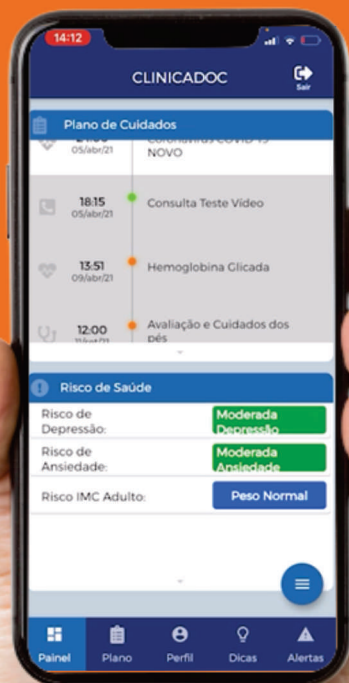 14:12
CLINICADOC
Sair
Plano de Cuidados
05/abr/21
NOVO
18:15
05/abr/21
Consulta Teste Vídeo
13:51
09/abr/21
Hemoglobina Glicada
12:00
Avaliação e Cuidados dos
pés
Risco de Saúde
Risco de
Depressão:
Moderada
Depressão
Risco de
Ansiedade:
Moderada
Ansiedade
Risco IMC Adulto:
Peso Normal
Painel
Plano
Perfil
Dicas
Alertas